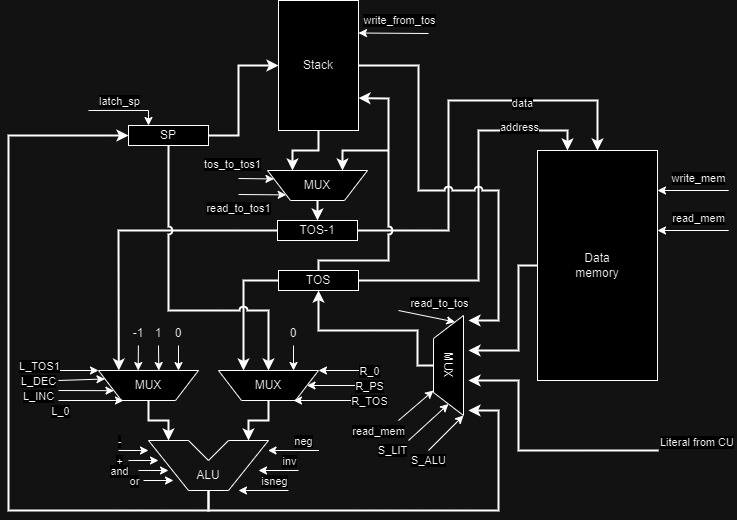 write_from_tos
Stack
latch_sp
SP
data
address
tos_to_tos1
MUX
read_to_tos1
write_mem
read_mem
TOS-1
Data
memory
TOS
read_to_tos
-1 1 0
0
L_TOS1
L_DEC
L_INC
L_0
MUX
MUX
R_0
R_PS
R_TOS
MUX
read_mem
S_LIT
S_ALU
Literal from CU
-
+
and
or
ALU
neg
inv
isneg